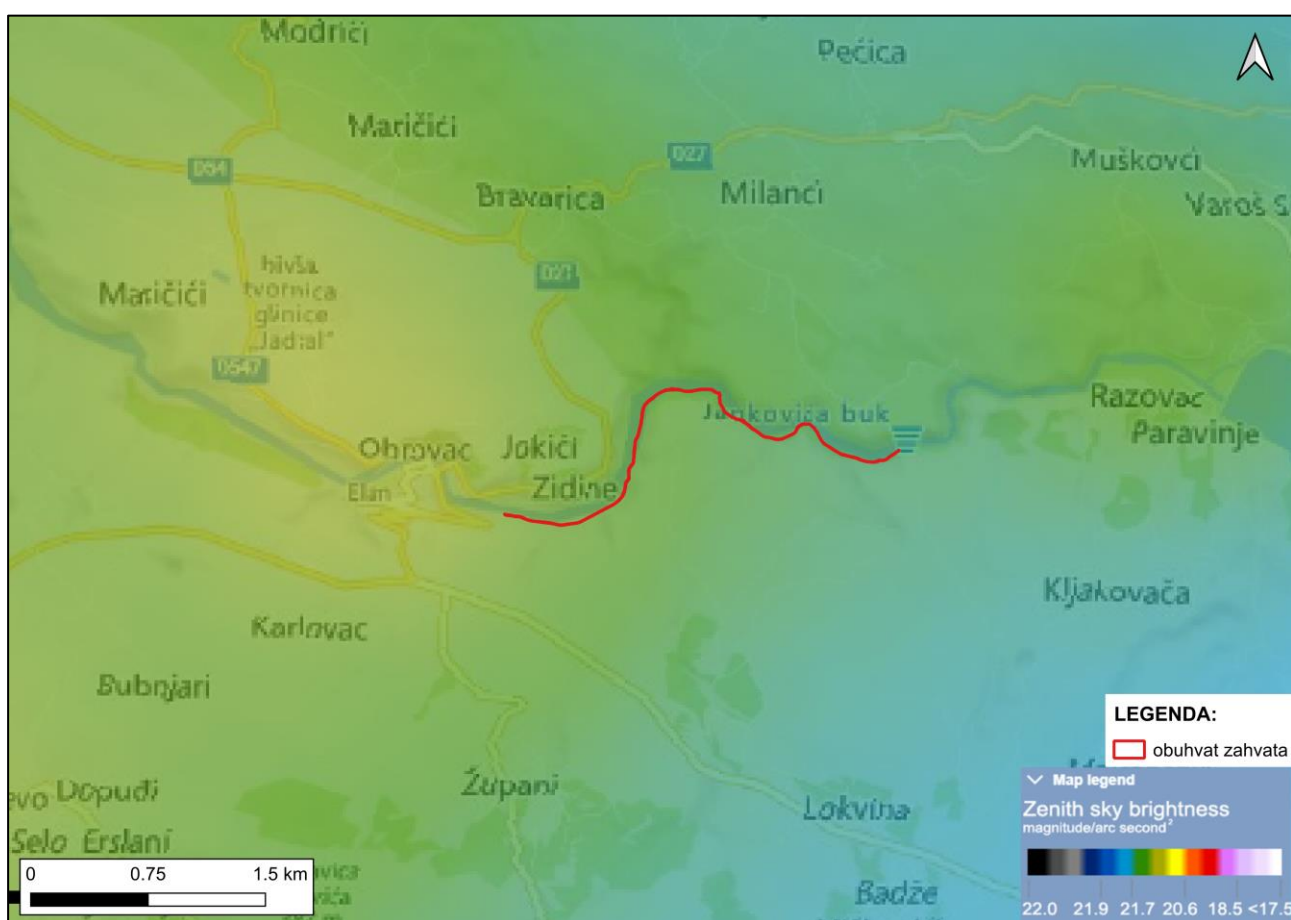 Modrići
Pećica
Maričići
D54
D27
Muškovci
Bravarica
Milanci
Varoš S
bivša
tvornica
glinice
„Jadral"
Maričići
D27
D547
Jankovića buk
Razovac
Paravinje
Obrovac
Jokići
Zidine
Elan
Kljakovača
Karlovac
Bubnjari
LEGENDA:
obuhvat zahvata
Map legend
Zenith sky brightness
magnitude/arc second²
22.0 21.9 21.7 20.6 18.5 <17.5
evo Dopuđi
Župani
Lokvina
Selo Erslani
0 0.75 1.5 km
Badže